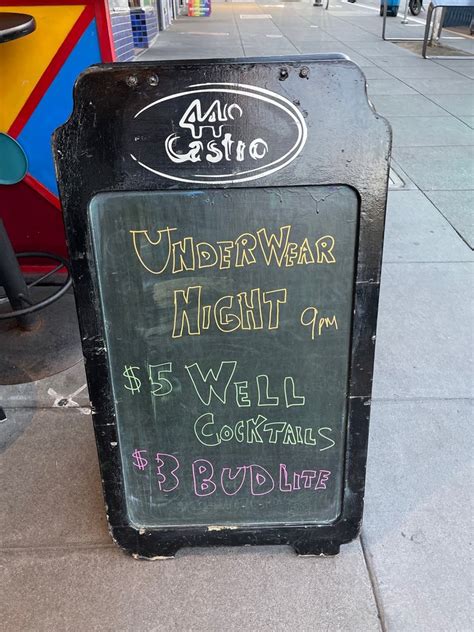 440
Castro
UNDERWEAR
NIGHT 9pm
$5 WELL
COCKTAILS
$3 BUD LITE